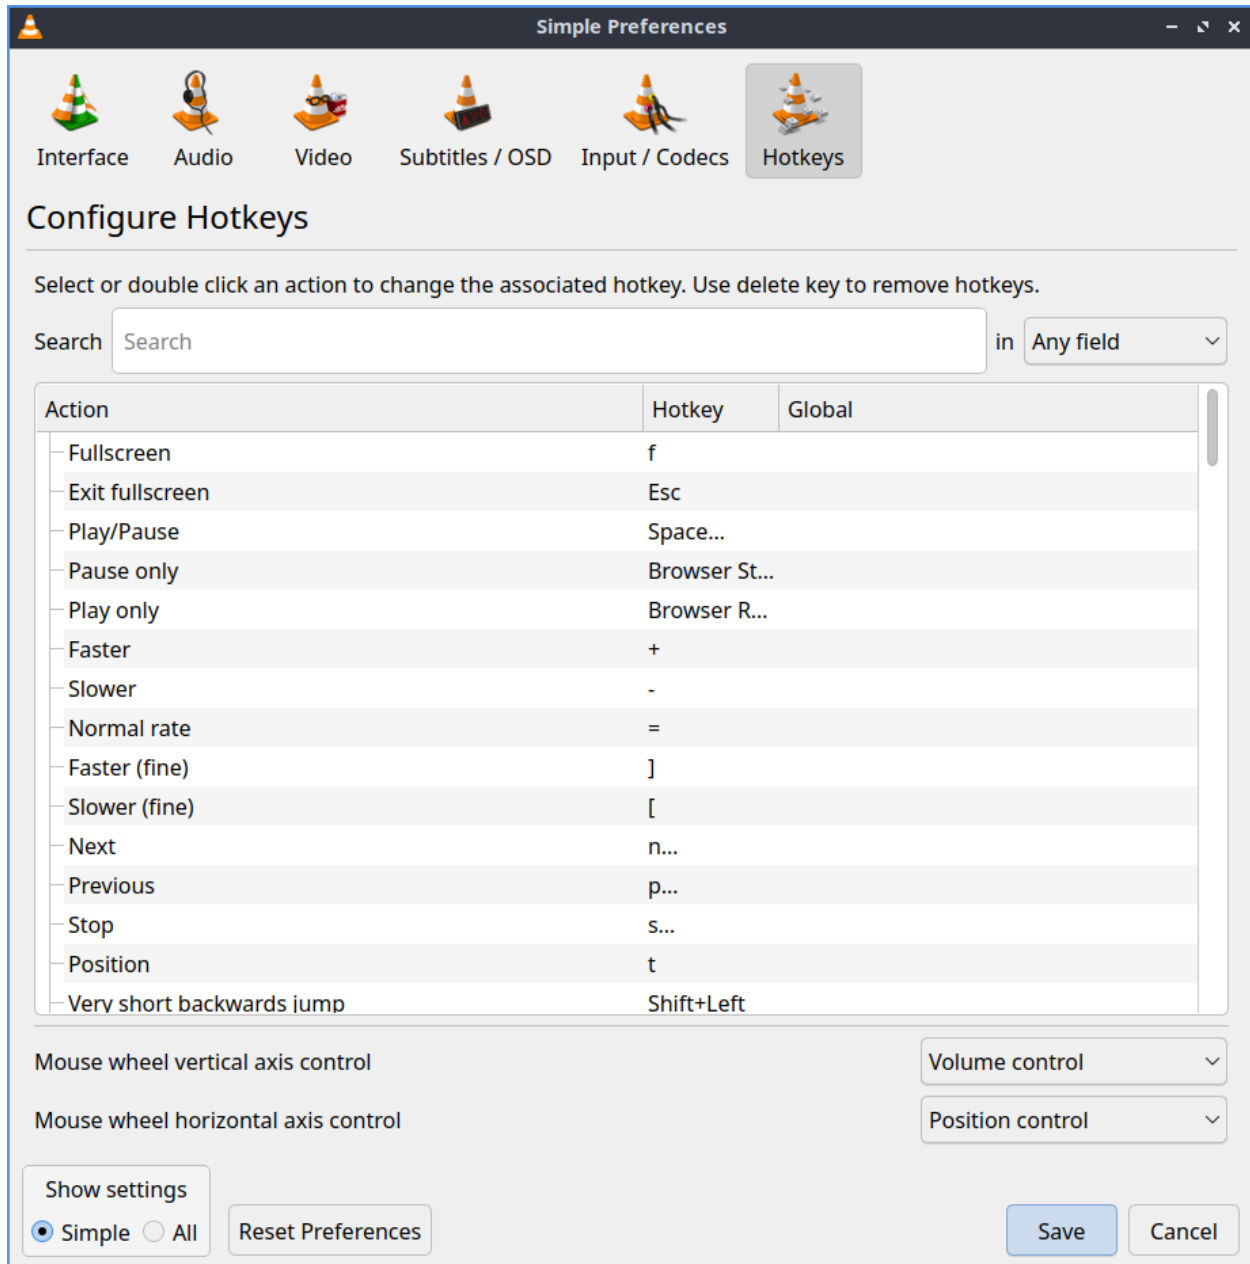 Simple Preferences
Interface Audio Video Subtitles / OSD Input / Codecs Hotkeys
Configure Hotkeys
Select or double click an action to change the associated hotkey. Use delete key to remove hotkeys.
Search Search in Any field
Action Hotkey Global
Fullscreen f
Exit fullscreen Esc
Play/Pause Space...
Pause only Browser St...
Play only Browser R...
Faster +
Slower -
Normal rate =
Faster (fine) ]
Slower (fine) [
Next n...
Previous p...
Stop s...
Position t
Very short backwards jump Shift+Left
Mouse wheel vertical axis control Volume control
Mouse wheel horizontal axis control Position control
Show settings
Simple All Reset Preferences Save Cancel